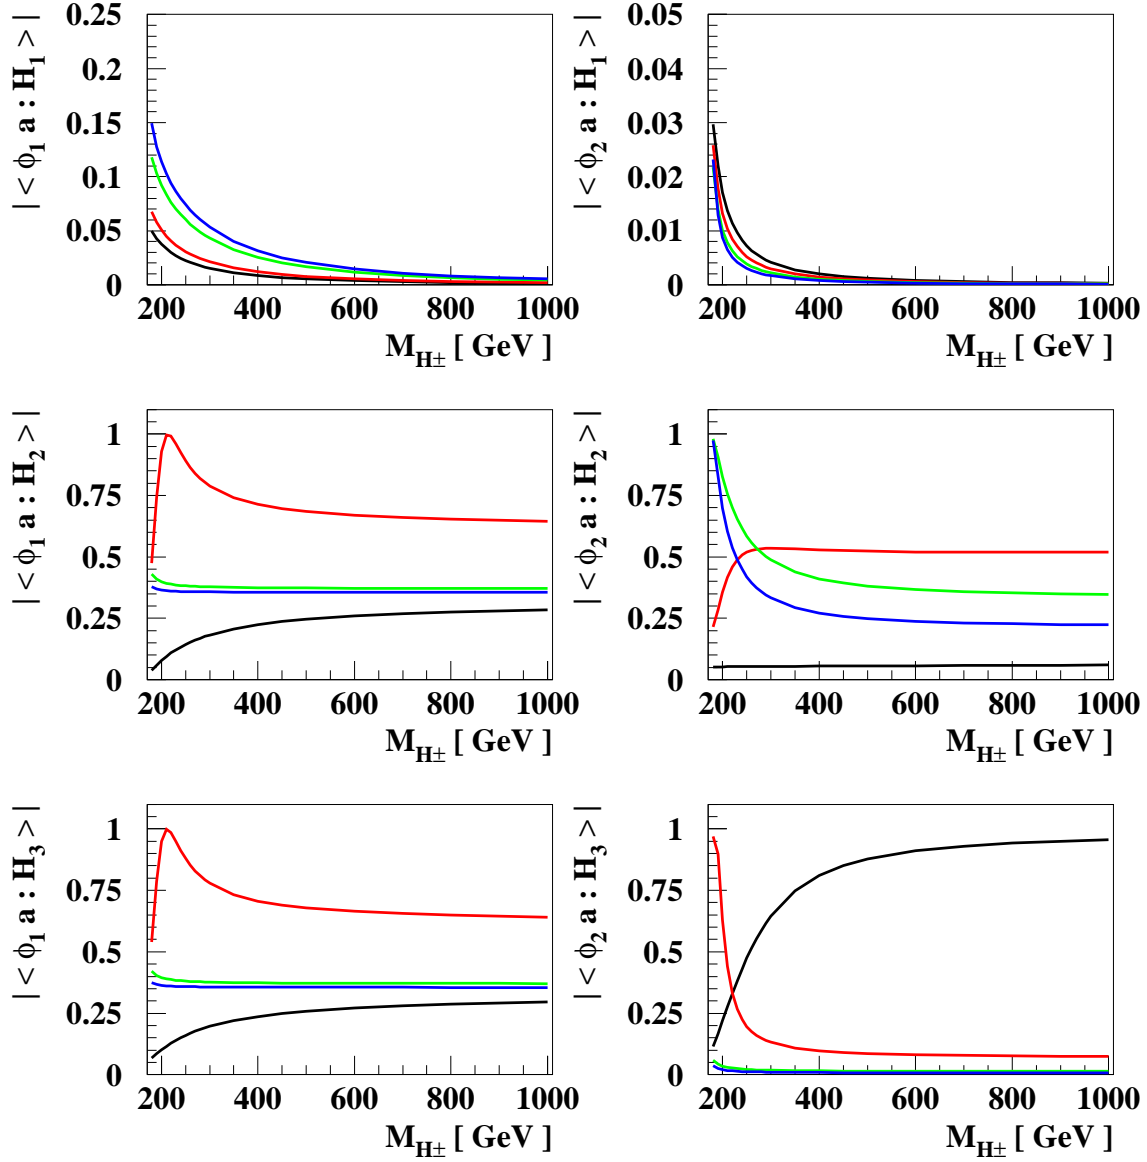 | < ϕ1 a : H1 > |
0.25
0.2
0.15
0.1
0.05
0
200 400 600 800 1000
MH± [ GeV ]
| < ϕ2 a : H1 > |
0.05
0.04
0.03
0.02
0.01
0
200 400 600 800 1000
MH± [ GeV ]
| < ϕ1 a : H2 > |
1
0.75
0.5
0.25
0
200 400 600 800 1000
MH± [ GeV ]
| < ϕ2 a : H2 > |
1
0.75
0.5
0.25
0
200 400 600 800 1000
MH± [ GeV ]
| < ϕ1 a : H3 > |
1
0.75
0.5
0.25
0
200 400 600 800 1000
MH± [ GeV ]
| < ϕ2 a : H3 > |
1
0.75
0.5
0.25
0
200 400 600 800 1000
MH± [ GeV ]